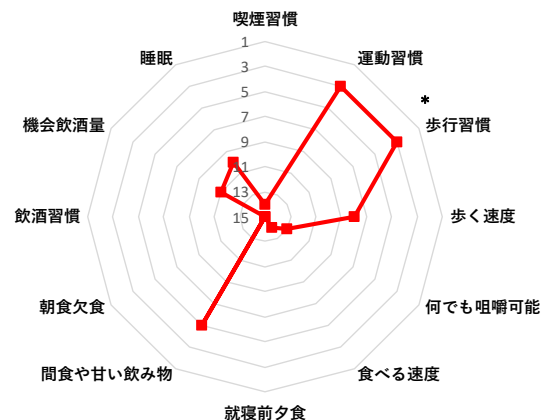 喫煙習慣
1
睡眠
運動習慣
3
5
*
7
機会飲酒量
歩行習慣
9
11
13
飲酒習慣
15
歩く速度
朝食欠食
何でも咀嚼可能
間食や甘い飲み物
食べる速度
就寝前夕食